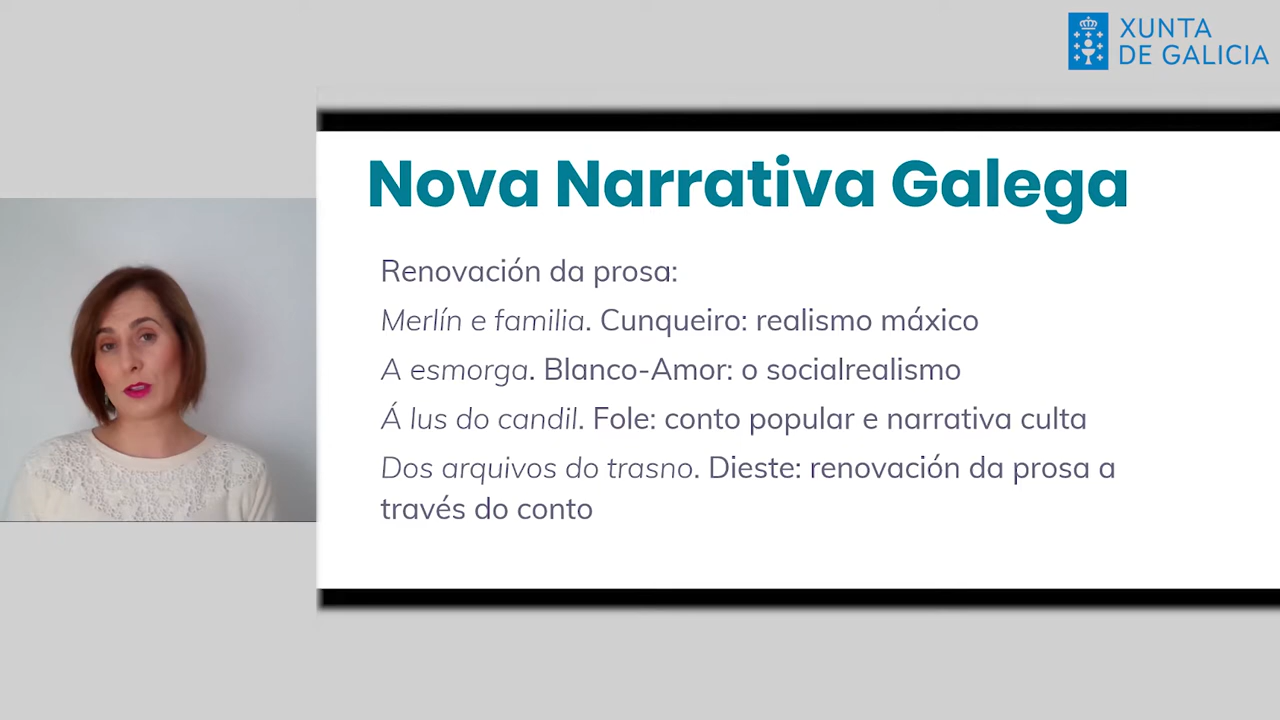 XUNTA
DE GALICIA
Nova Narrativa Galega
Renovación da prosa:
Merlín e familia. Cunqueiro: realismo máxico
A esmorga. Blanco-Amor: o socialrealismo
Á lus do candil. Fole: conto popular e narrativa culta
Dos arquivos do trasno. Dieste: renovación da prosa a
través do conto